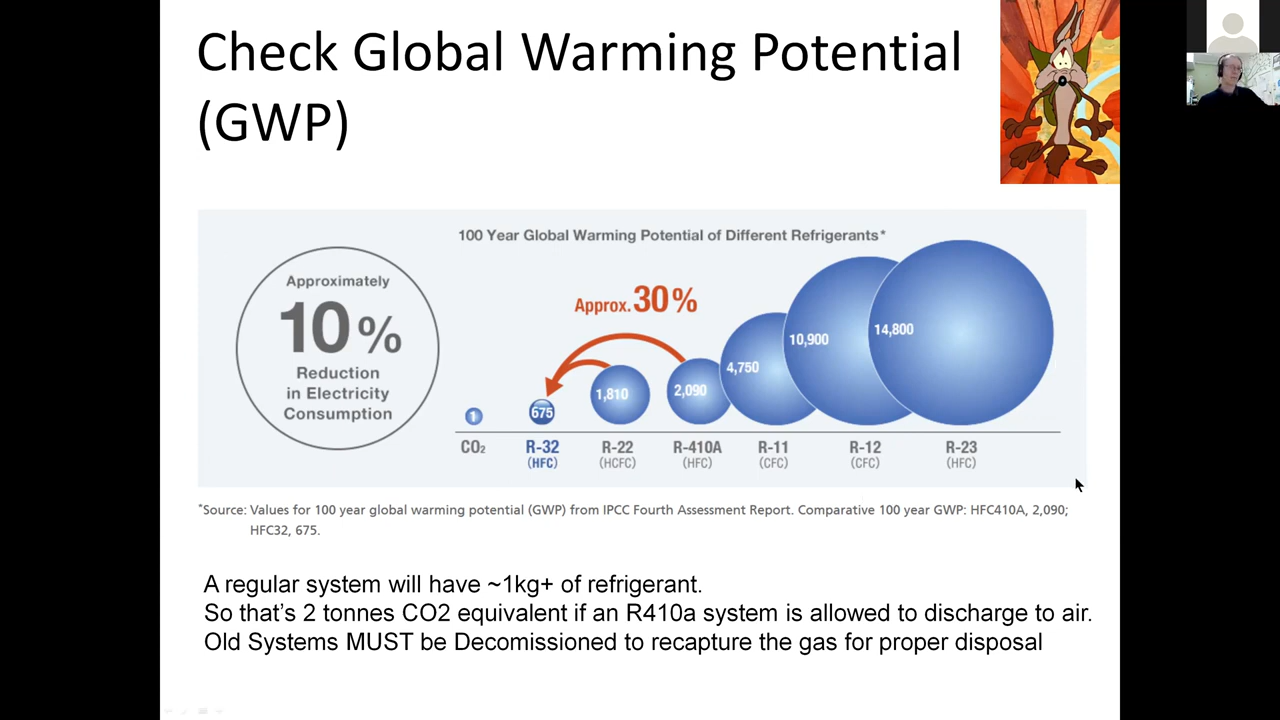 Check Global Warming Potential
(GWP)
100 Year Global Warming Potential of Different Refrigerants*
Approximately
10%
Reduction
in Electricity
Consumption
Approx. 30%
1
675
1,810
2,090
4,750
10,900
14,800
CO2 R-32 R-22 R-410A R-11 R-12 R-23
(HFC) (HCFC) (HFC) (CFC) (CFC) (HFC)
*Source: Values for 100 year global warming potential (GWP) from IPCC Fourth Assessment Report. Comparative 100 year GWP: HFC410A, 2,090;
HFC32, 675.
A regular system will have ~1kg+ of refrigerant.
So that's 2 tonnes CO2 equivalent if an R410a system is allowed to discharge to air.
Old Systems MUST be Decomissioned to recapture the gas for proper disposal